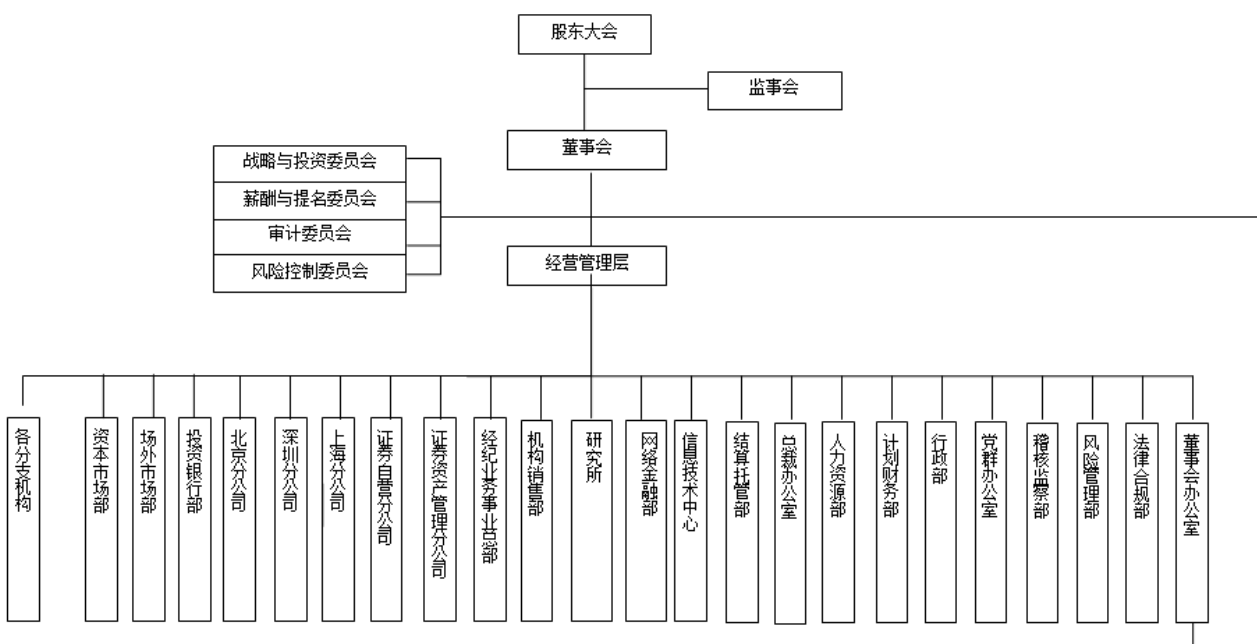 股东大会
监事会
董事会
战略与投资委员会
薪酬与提名委员会
审计委员会
风险控制委员会
经营管理层
各分支机构
资本市场部
场外市场部
投资银行部
北京分公司
深圳分公司
上海分公司
证券自营分公司
证券资产管理分公司
经纪业务事业总部
机构销售部
研究所
网络金融部
信息技术中心
结算托管部
总裁办公室
人力资源部
计划财务部
行政部
党群办公室
稽核监察部
风险管理部
法律合规部
董事会办公室